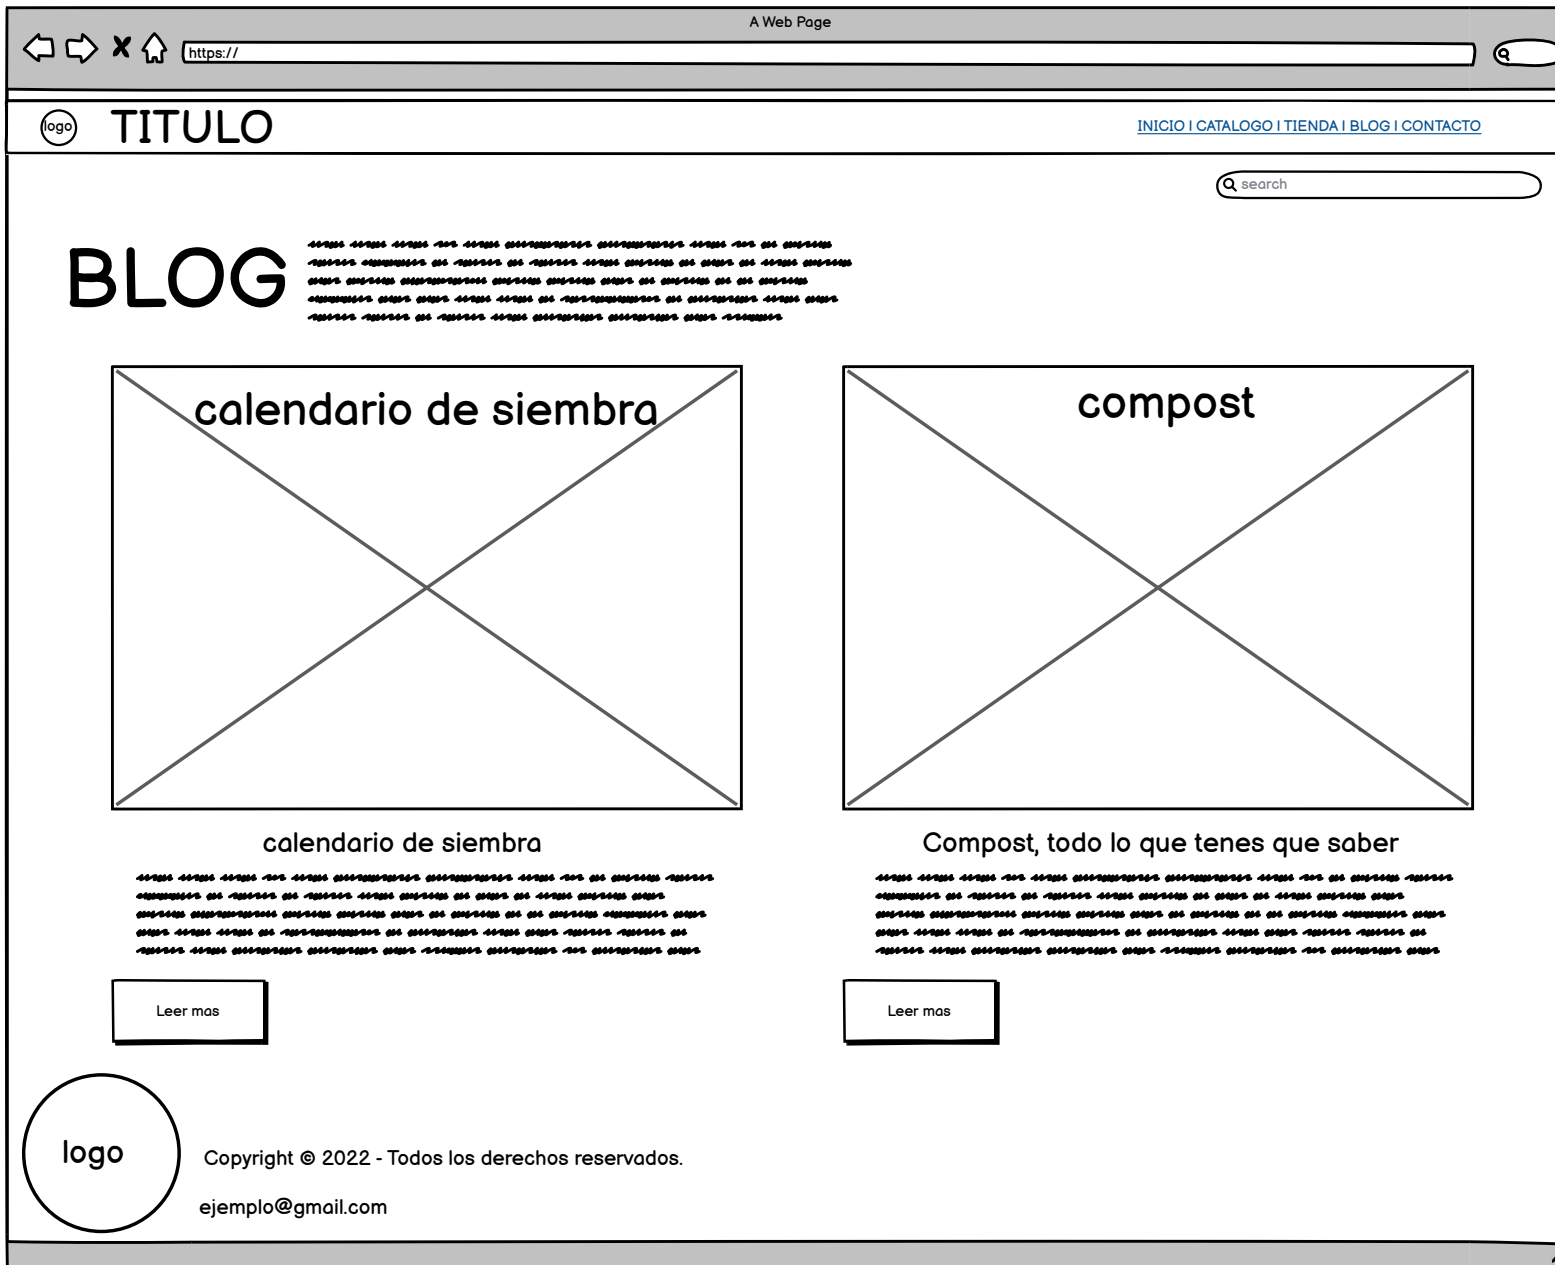 A Web Page
https://
logo
TITULO
INICIO | CATALOGO | TIENDA | BLOG | CONTACTO
search
BLOG
calendario de siembra
compost
calendario de siembra
Compost, todo lo que tenes que saber
Leer mas
Leer mas
logo
Copyright © 2022 - Todos los derechos reservados.
ejemplo@gmail.com